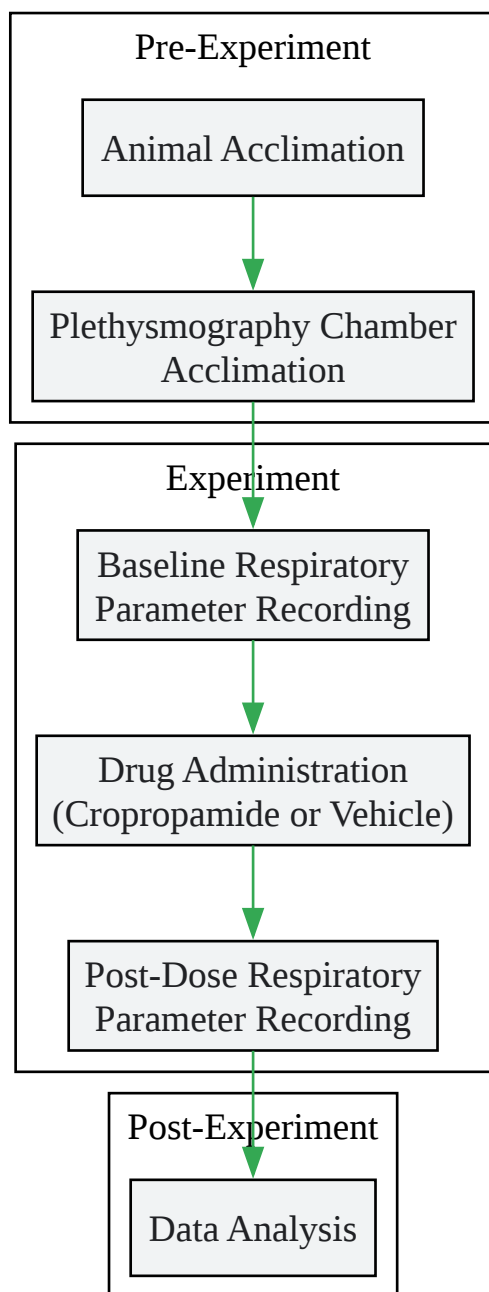 Pre-Experiment
Animal Acclimation
Plethysmography Chamber
Acclimation
Experiment
Baseline Respiratory
Parameter Recording
Drug Administration
(Cropropamide or Vehicle)
Post-Dose Respiratory
Parameter Recording
Post-Experiment
Data Analysis